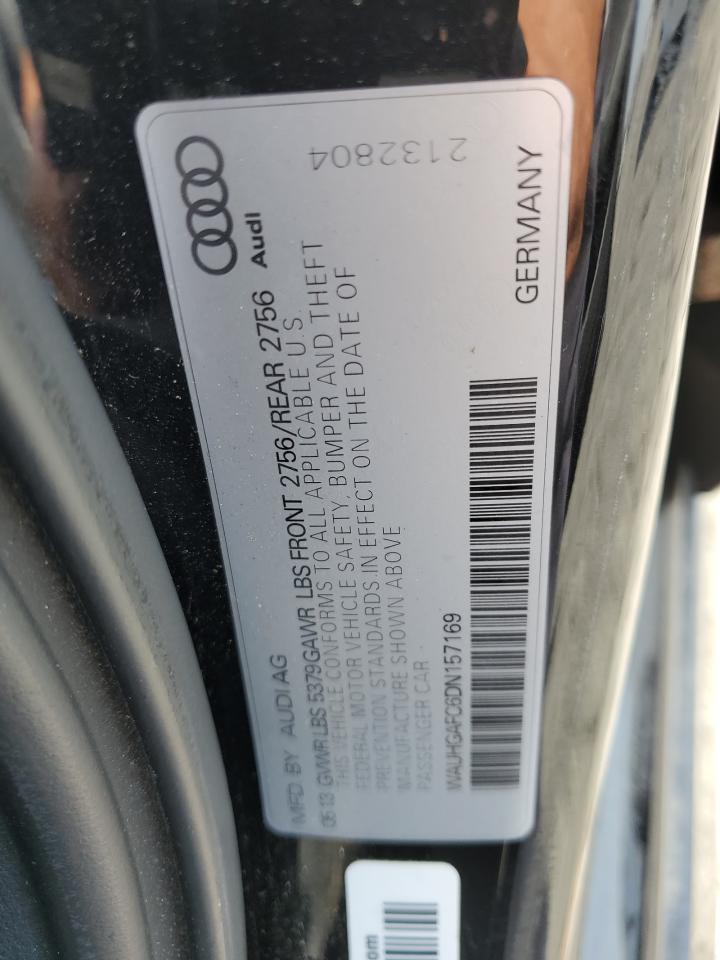 MFD. BY AUDI AG
05 13 GVWR LBS 5379 GAWR LBS FRONT 2756/REAR 2756
THIS VEHICLE CONFORMS TO ALL APPLICABLE U.S.
FEDERAL MOTOR VEHICLE SAFETY, BUMPER AND THEFT
PREVENTION STANDARDS IN EFFECT ON THE DATE OF
MANUFACTURE SHOWN ABOVE
PASSENGER CAR -
WAUHGAFC6DN157169
Audi
2132804
GERMANY
com